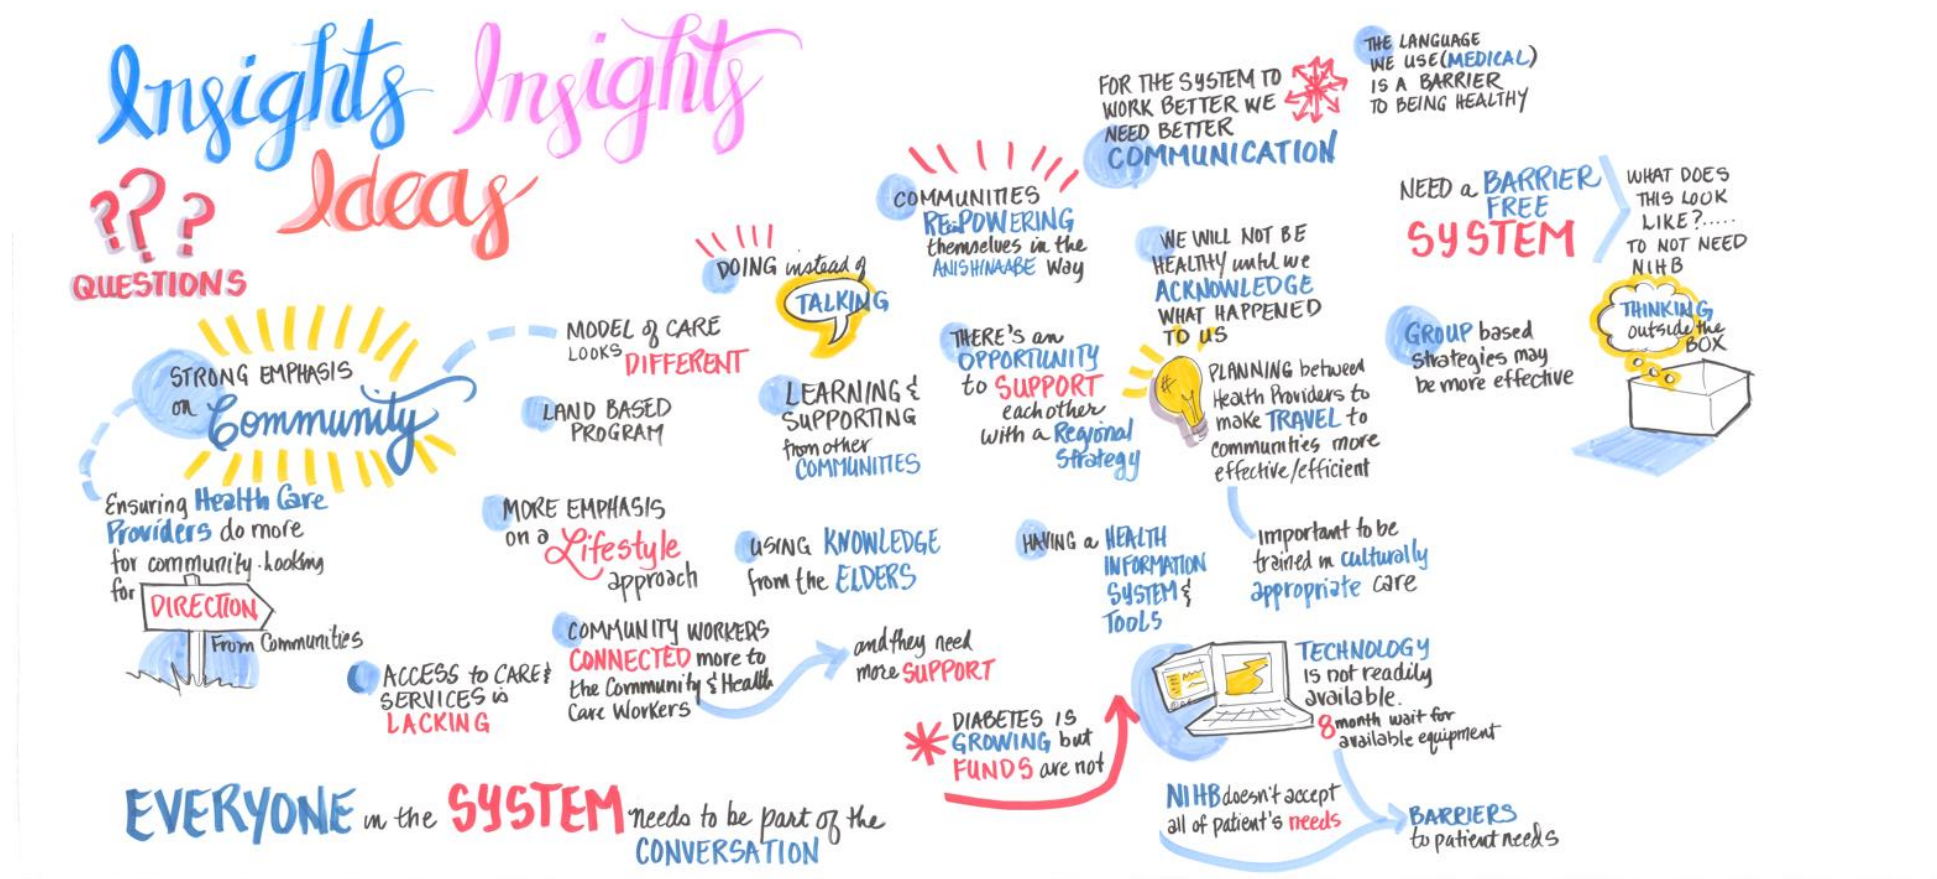 Insights Insights
Ideas
???
QUESTIONS
STRONG EMPHASIS
on Community
Ensuring Health Care
Providers do more
for community. Looking
for
DIRECTION
From Communities
MODEL of CARE
LOOKS DIFFERENT
LAND BASED
PROGRAM
MORE EMPHASIS
on a Lifestyle
approach
ACCESS to CARE &
SERVICES is
LACKING
COMMUNITY WORKERS
CONNECTED more to
the Community & Health
Care Workers
and they need
more SUPPORT
DOING instead of
TALKING
LEARNING &
SUPPORTING
from other
COMMUNITIES
USING KNOWLEDGE
from the ELDERS
COMMUNITIES
RE-POWERING
themselves in the
ANISHINAABE Way
THERE'S an
OPPORTUNITY
to SUPPORT
each other
with a Regional
Strategy
FOR THE SYSTEM TO
WORK BETTER WE
NEED BETTER
COMMUNICATION
THE LANGUAGE
WE USE (MEDICAL)
IS A BARRIER
TO BEING HEALTHY
WE WILL NOT BE
HEALTHY until we
ACKNOWLEDGE
WHAT HAPPENED
TO US
PLANNING between
Health Providers to
make TRAVEL to
communities more
effective/efficient
Important to be
trained in culturally
appropriate care
NEED a BARRIER
FREE
SYSTEM
WHAT DOES
THIS LOOK
LIKE?.....
TO NOT NEED
NIHB
GROUP based
strategies may
be more effective
THINKING
outside the
BOX
HAVING a HEALTH
INFORMATION
SYSTEM &
TOOLS
TECHNOLOGY
is not readily
available.
8 month wait for
available equipment
DIABETES IS
GROWING but
FUNDS are not
NIHB doesn't accept
all of patient's needs
BARRIERS
to patient needs
EVERYONE in the SYSTEM needs to be part of the
CONVERSATION